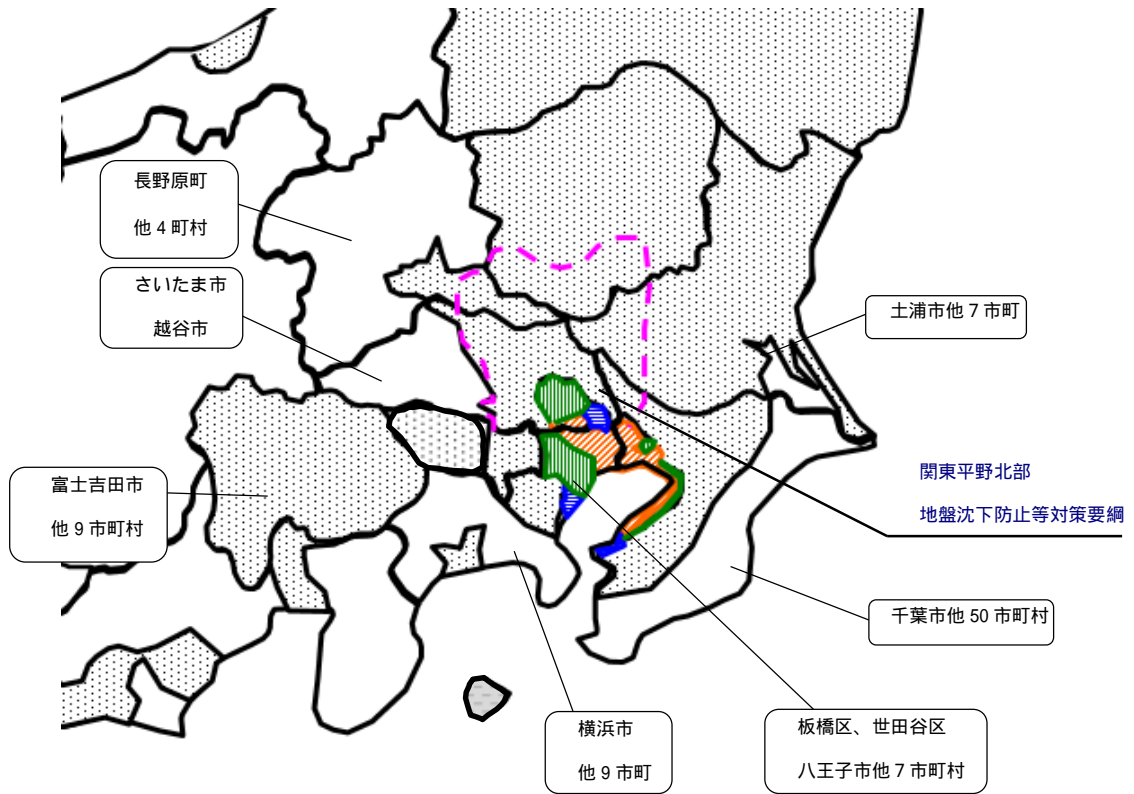 長野原町
他 4 町村
さいたま市
越谷市
土浦市他 7 市町
富士吉田市
他 9 市町村
関東平野北部
地盤沈下防止等対策要綱
千葉市他 50 市町村
横浜市
他 9 市町
板橋区、世田谷区
八王子市他 7 市町村